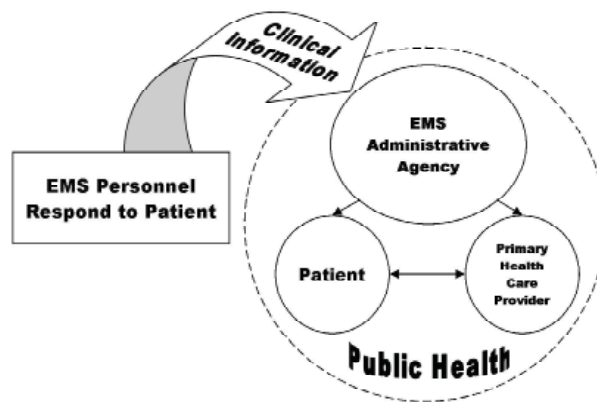 Clinical
Information
EMS Personnel
Respond to Patient
EMS
Administrative
Agency
Patient
Primary
Health
Care
Provider
Public Health